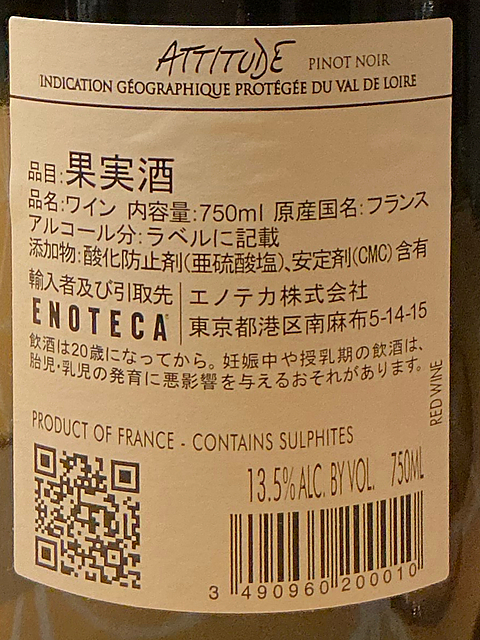 ATTITUDE PINOT NOIR
INDICATION GÉOGRAPHIQUE PROTÉGÉE DU VAL DE LOIRE
品目:果実酒
品名:ワイン 内容量:750ml 原産国名:フランス
アルコール分:ラベルに記載
添加物:酸化防止剤(亜硫酸塩)、安定剤(CMC)含有
輸入者及び引取先
ENOTECA
エノテカ株式会社
東京都港区南麻布5-14-15
飲酒は20歳になってから。妊娠中や授乳期の飲酒は、
胎児・乳児の発育に悪影響を与えるおそれがあります。
RED WINE
PRODUCT OF FRANCE - CONTAINS SULPHITES
13.5% ALC. BY VOL. 750ML
3 490960 200010